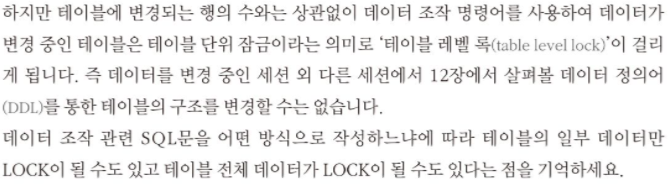 하지만 테이블에 변경되는 행의 수와는 상관없이 데이터 조작 명령어를 사용하여 데이터가
변경 중인 테이블은 테이블 단위 잠금이라는 의미로 ‘테이블 레벨 록(table level lock)’이 걸리
게 됩니다. 즉 데이터를 변경 중인 세션 외 다른 세션에서 12장에서 살펴볼 데이터 정의어
(DDL)를 통한 테이블의 구조를 변경할 수는 없습니다.
데이터 조작 관련 SQL문을 어떤 방식으로 작성하느냐에 따라 테이블의 일부 데이터만
LOCK이 될 수도 있고 테이블 전체 데이터가 LOCK이 될 수도 있다는 점을 기억하세요.